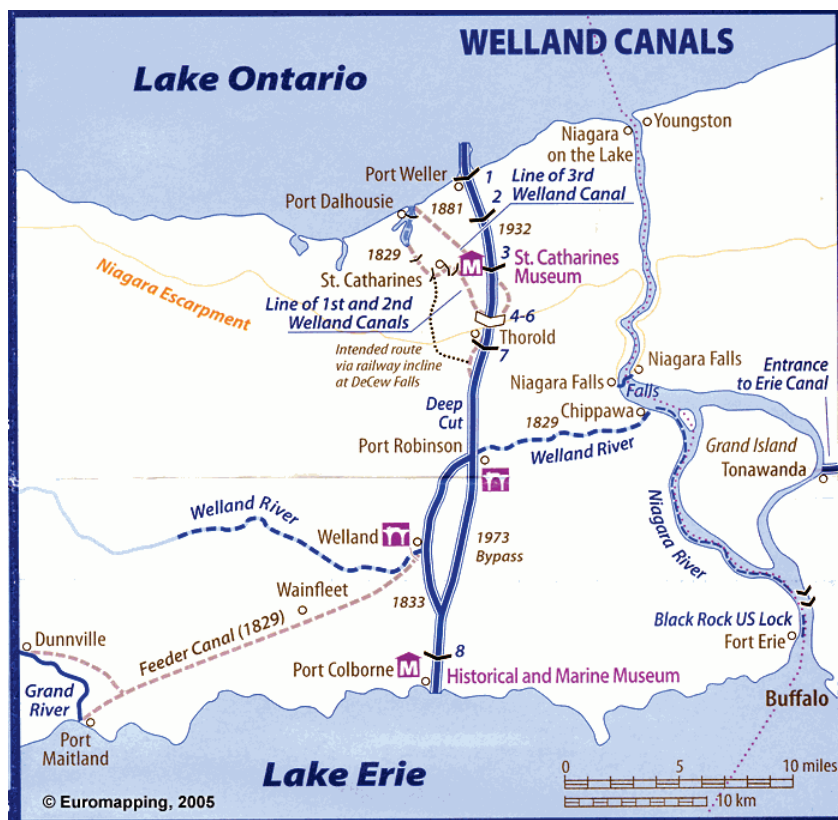 WELLAND CANALS
Lake Ontario
Youngston
Niagara
on the Lake
Port Weller
1
Line of 3rd
Welland Canal
Port Dalhousie
1881
2
1932
1829
3
St. Catharines
Museum
M
St. Catharines
Niagara Escarpment
Line of 1st and 2nd
Welland Canals
4-6
Thorold
7
Intended route
via railway incline
at DeCew Falls
Niagara Falls
Niagara Falls
Falls
Entrance
to Erie Canal
Deep
Cut
Chippawa
1829
Port Robinson
Welland River
Grand Island
Tonawanda
Welland River
Niagara River
Welland
1973
Bypass
Wainfleet
1833
Feeder Canal (1829)
Black Rock US Lock
Fort Erie
Dunnville
8
Port Colborne
M
Historical and Marine Museum
Grand
River
Buffalo
Port
Maitland
Lake Erie
0 5 10 miles
10 km
© Euromapping, 2005